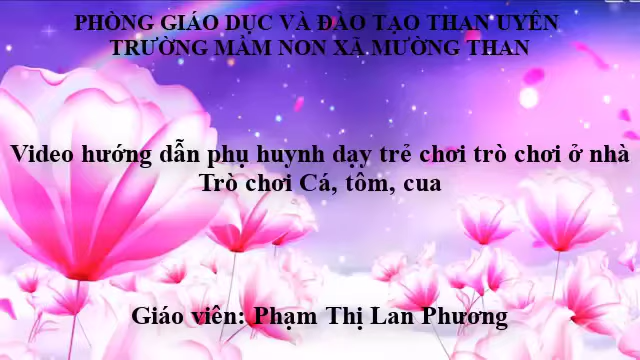 PHÒNG GIÁO DỤC VÀ ĐÀO TẠO THAN UYÊN
TRƯỜNG MẦM NON XÃ MƯỜNG THAN
Video hướng dẫn phụ huynh dạy trẻ chơi trò chơi ở nhà
Trò chơi Cá, tôm, cua
Giáo viên: Phạm Thị Lan Phương